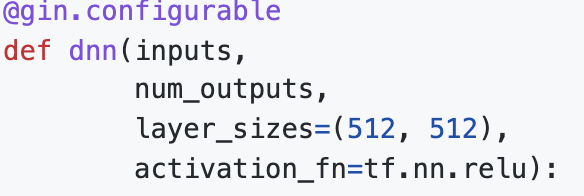 @gin.configurable
def dnn(inputs,
        num_outputs,
        layer_sizes=(512, 512),
        activation_fn=tf.nn.relu):